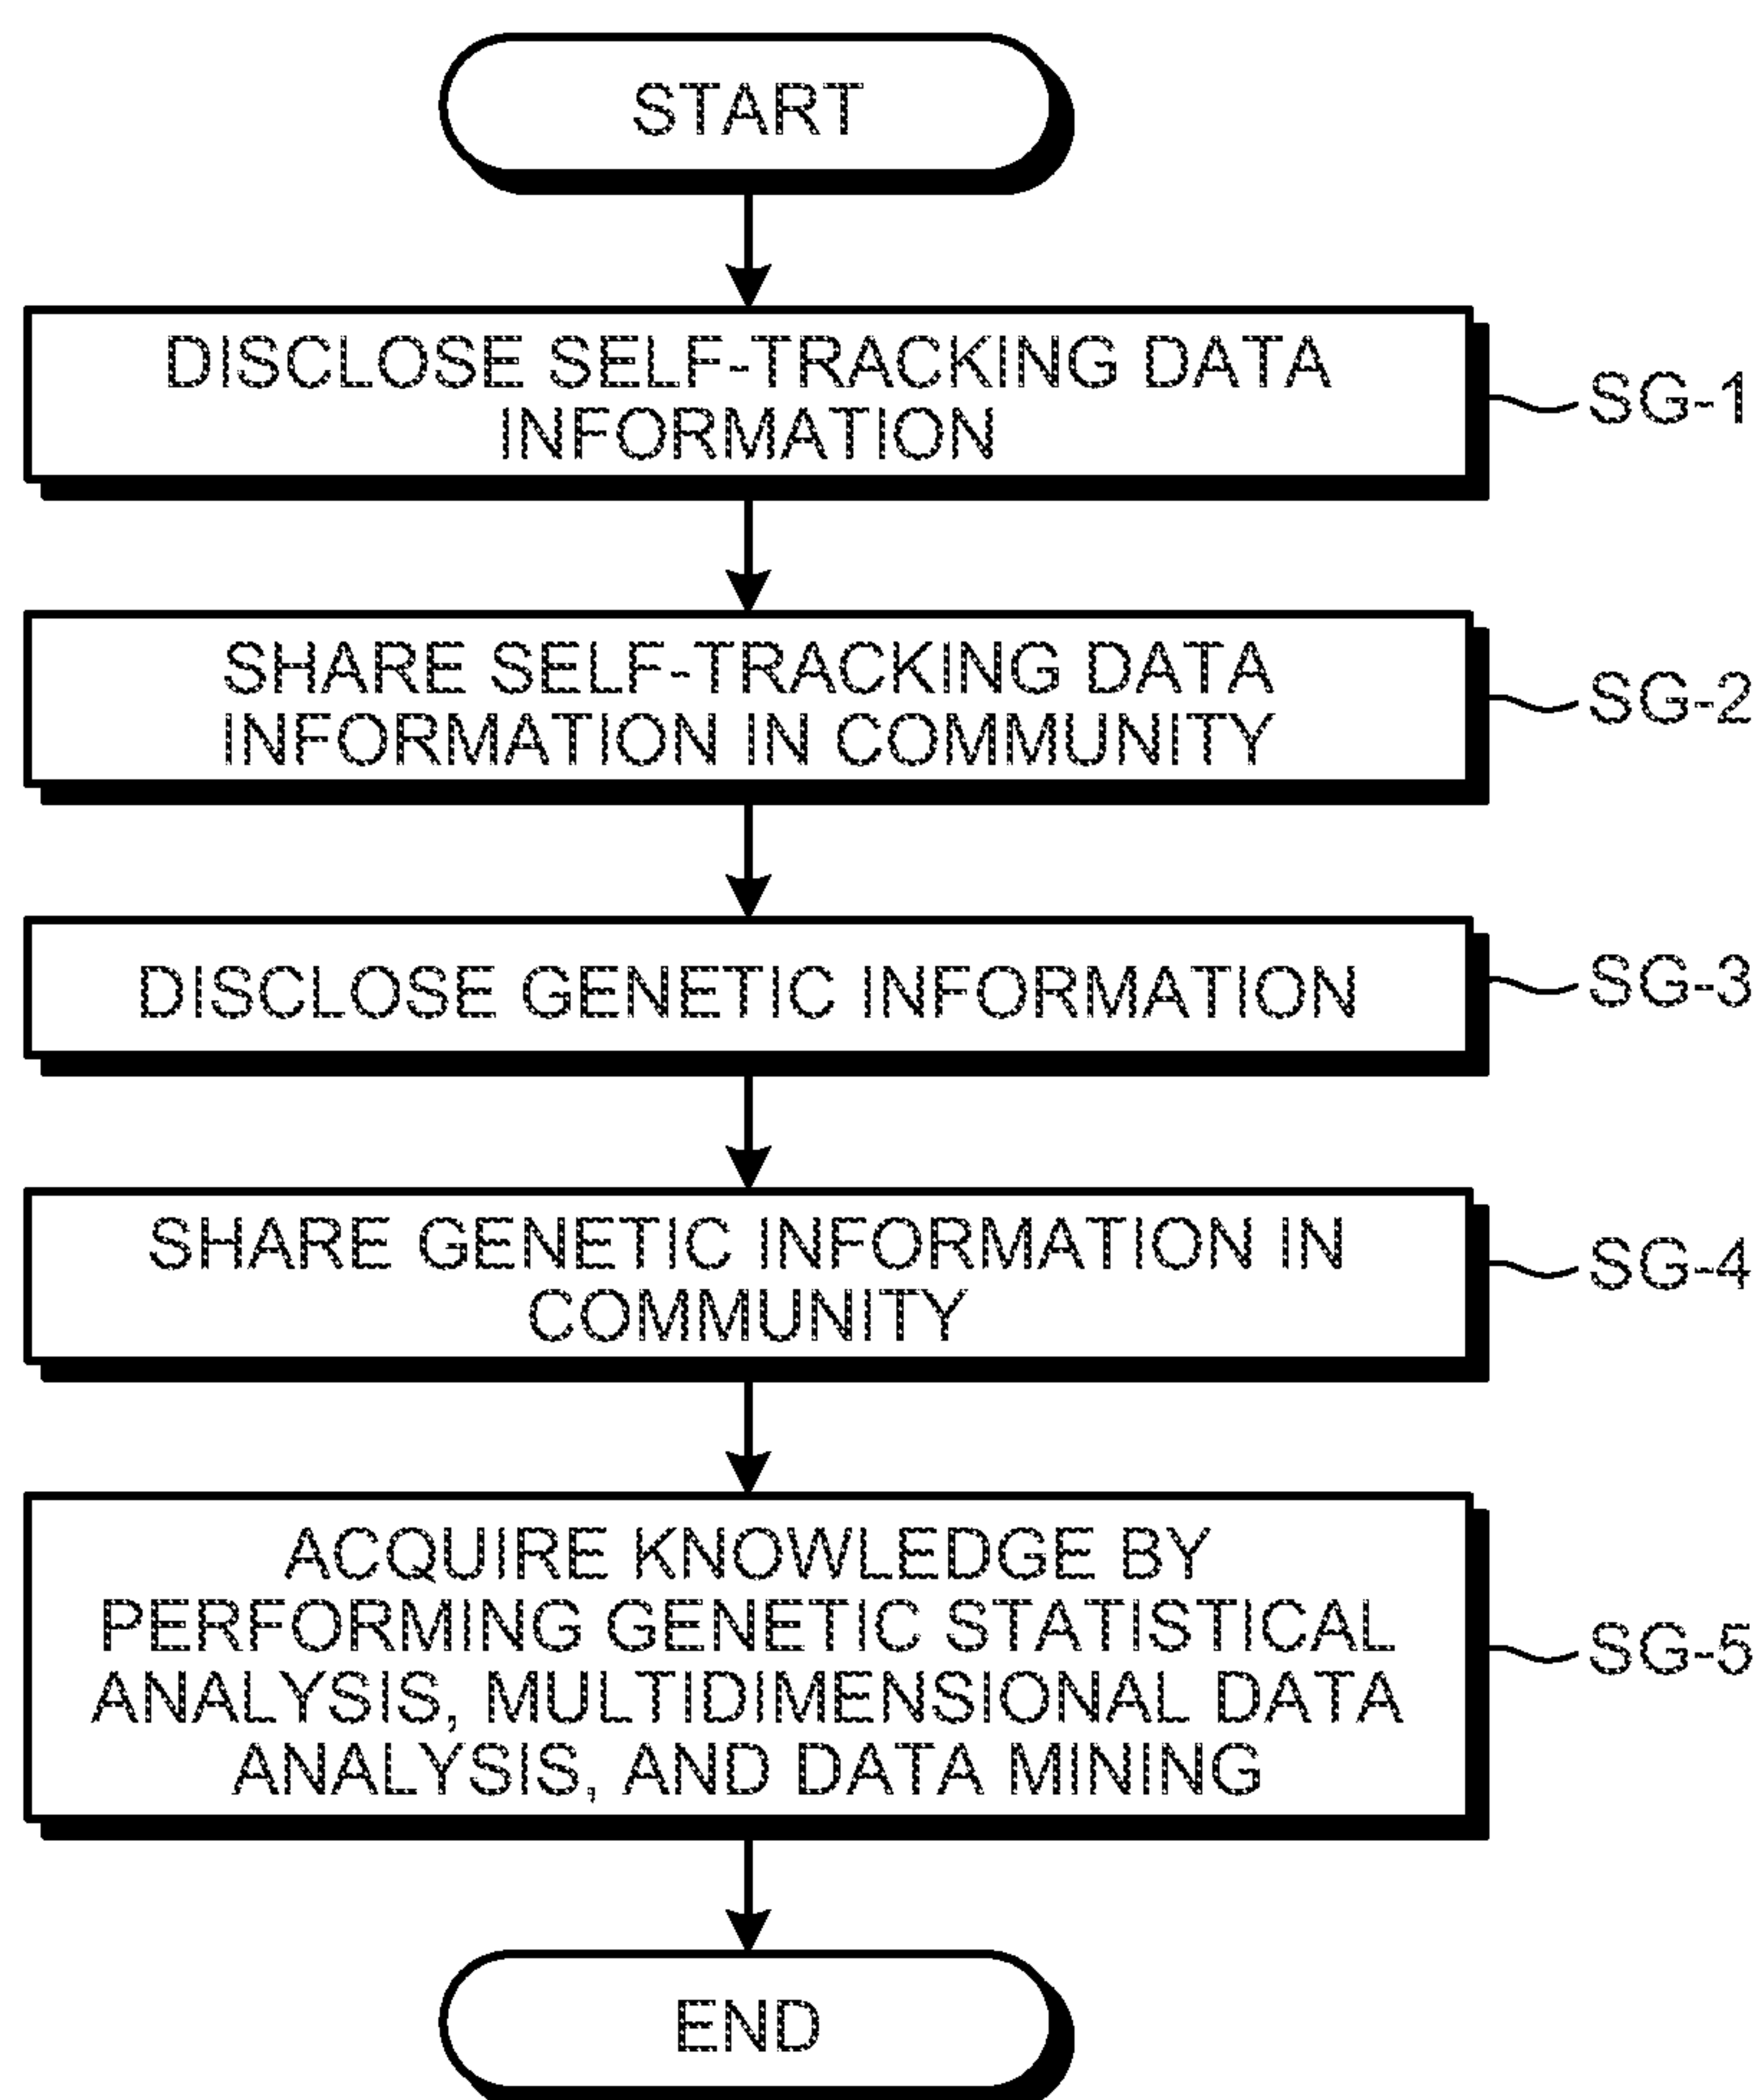 START
DISCLOSE SELF-TRACKING DATA
INFORMATION
SG-1
SHARE SELF-TRACKING DATA
INFORMATION IN COMMUNITY
SG-2
DISCLOSE GENETIC INFORMATION
SG-3
SHARE GENETIC INFORMATION IN
COMMUNITY
SG-4
ACQUIRE KNOWLEDGE BY
PERFORMING GENETIC STATISTICAL
ANALYSIS, MULTIDIMENSIONAL DATA
ANALYSIS, AND DATA MINING
SG-5
END